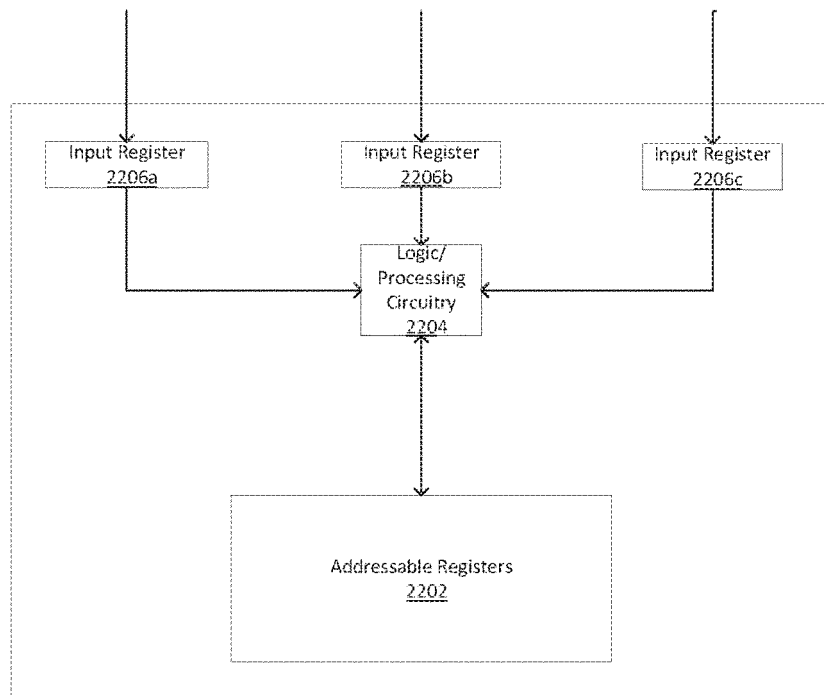 Input Register
2206a
Input Register
2206b
Input Register
2206c
Logic/
Processing
Circuitry
2204
Addressable Registers
2202